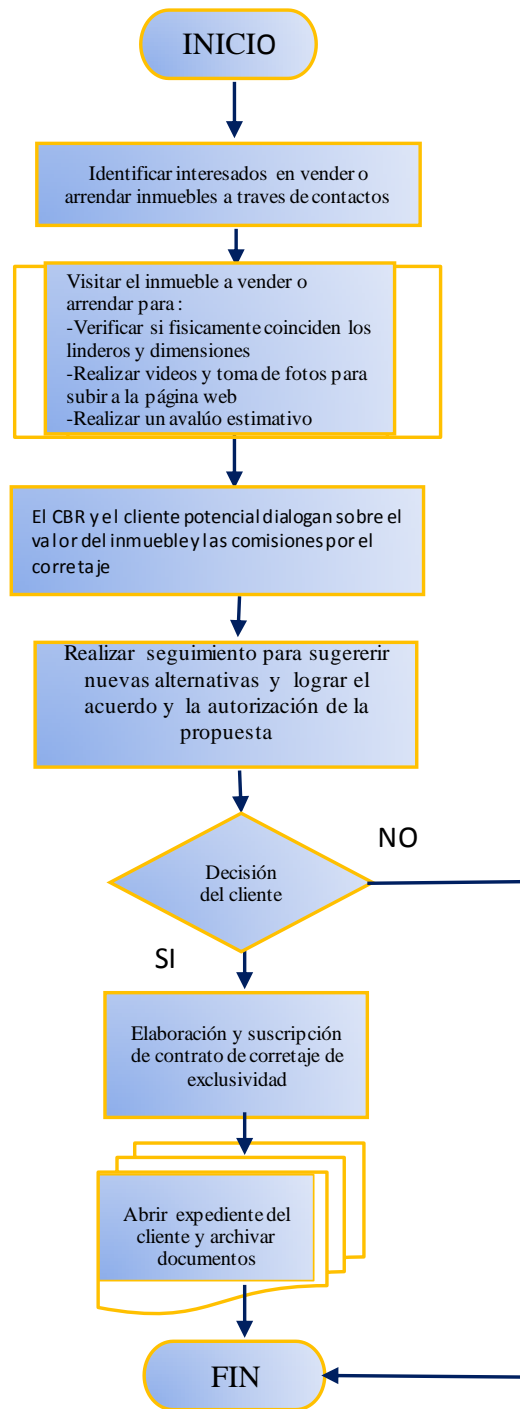 INICIO
Identificar interesados en vender o
arrendar inmuebles a traves de contactos
Visitar el inmueble a vender o
arrendar para :
-Verificar si fisicamente coinciden los
linderos y dimensiones
-Realizar videos y toma de fotos para
subir a la página web
-Realizar un avalúo estimativo
El CBR y el cliente potencial dialogan sobre el
valor del inmueble y las comisiones por el
corretaje
Realizar seguimiento para sugererir
nuevas alternativas y lograr el
acuerdo y la autorización de la
propuesta
NO
Decisión
del cliente
SI
Elaboración y suscripción
de contrato de corretaje de
exclusividad
Abrir expediente del
cliente y archivar
documentos
FIN